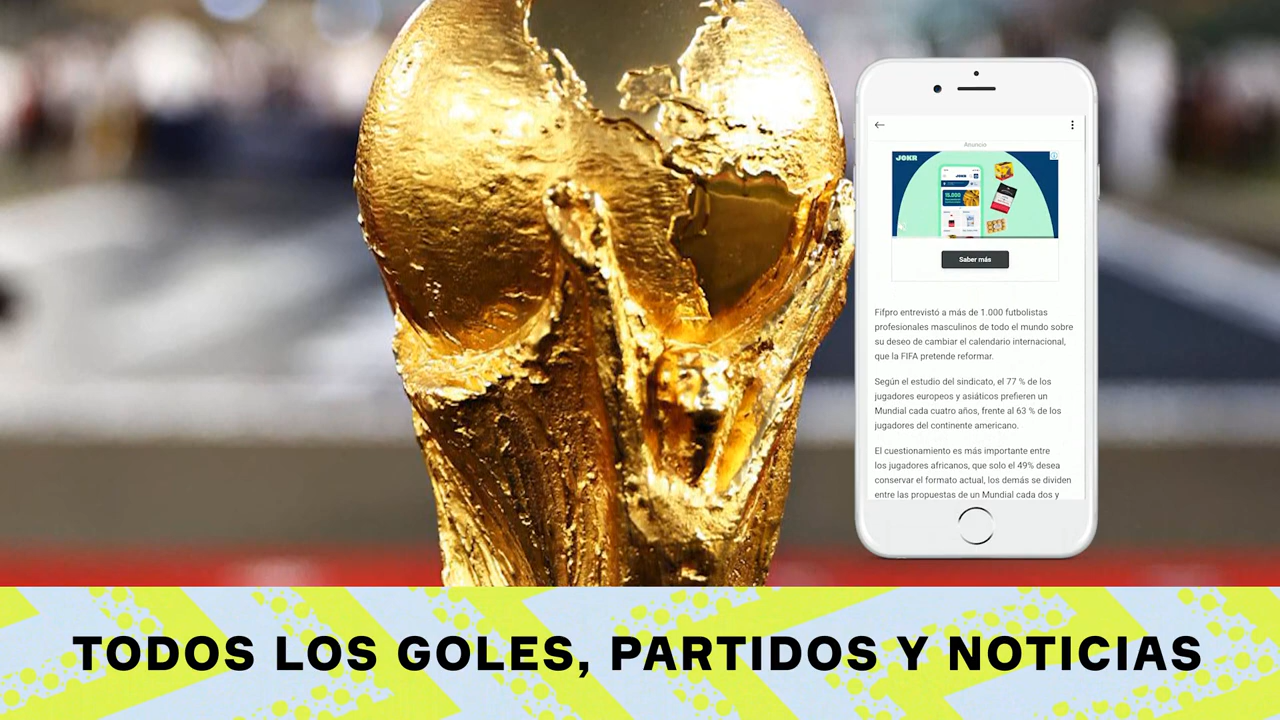 Anuncio
JOKR
JOKR
15.000
Saber más
Fifpro entrevistó a más de 1.000 futbolistas
profesionales masculinos de todo el mundo sobre
su deseo de cambiar el calendario internacional,
que la FIFA pretende reformar.
Según el estudio del sindicato, el 77 % de los
jugadores europeos y asiáticos prefieren un
Mundial cada cuatro años, frente al 63 % de los
jugadores del continente americano.
El cuestionamiento es más importante entre
los jugadores africanos, que solo el 49% desea
conservar el formato actual, los demás se dividen
entre las propuestas de un Mundial cada dos y
TODOS LOS GOLES, PARTIDOS Y NOTICIAS